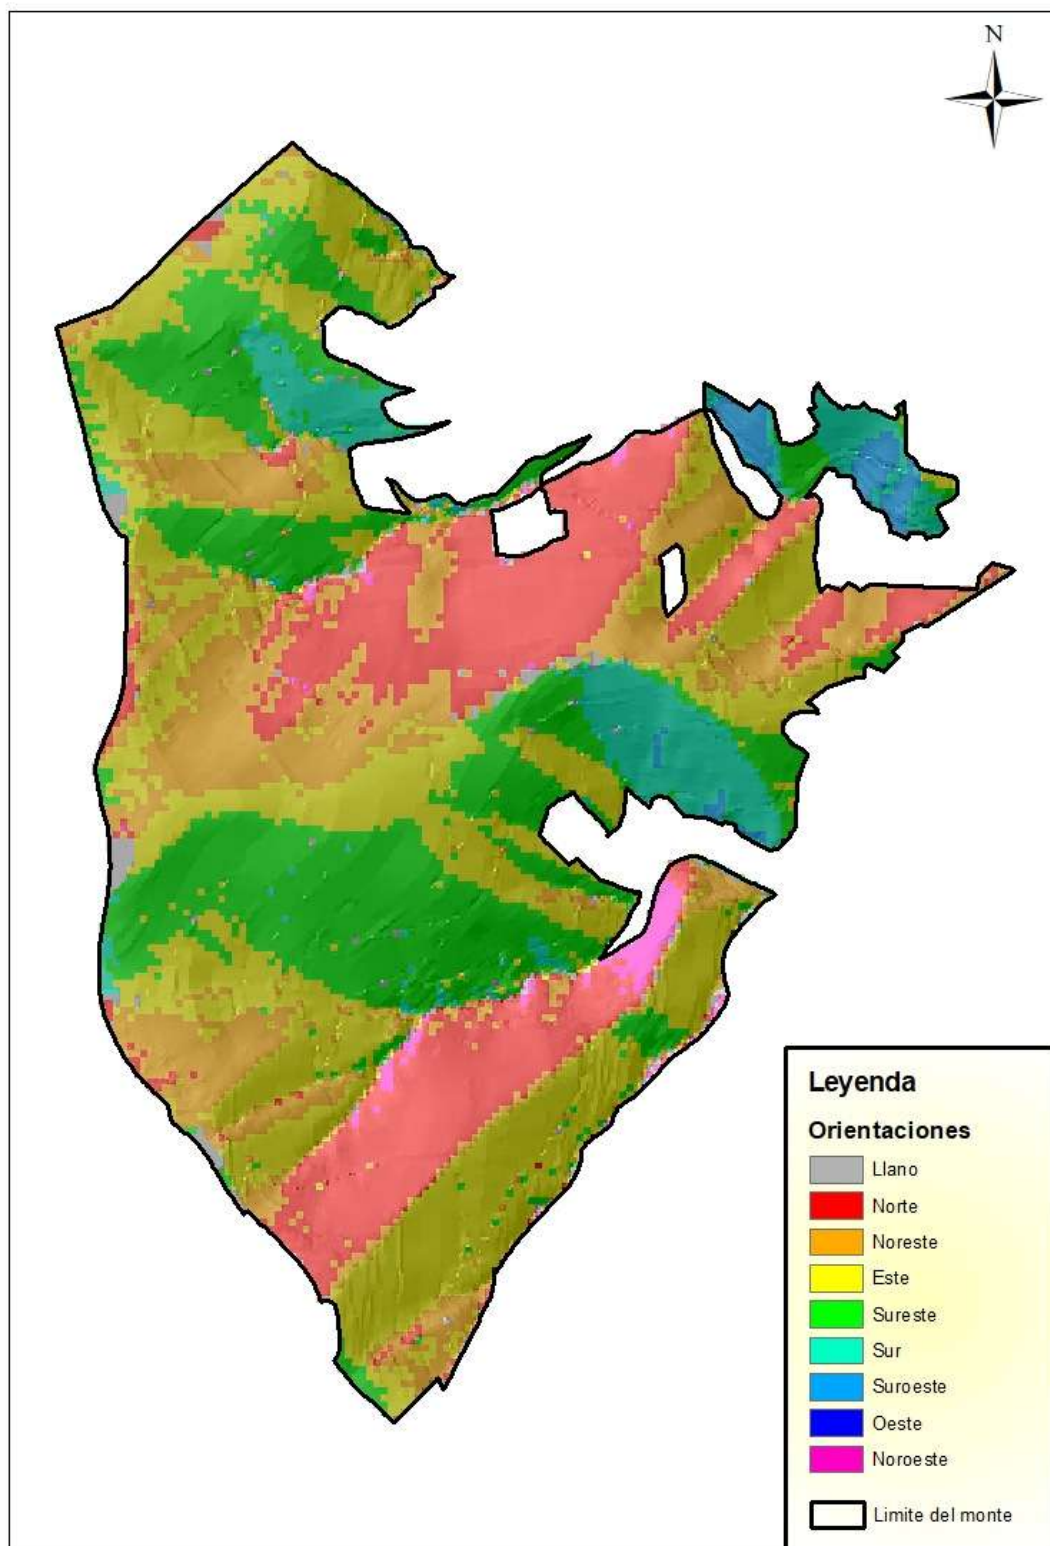 N
Leyenda
Orientaciones
Llano
Norte
Noreste
Este
Sureste
Sur
Suroeste
Oeste
Noroeste
Limite del monte